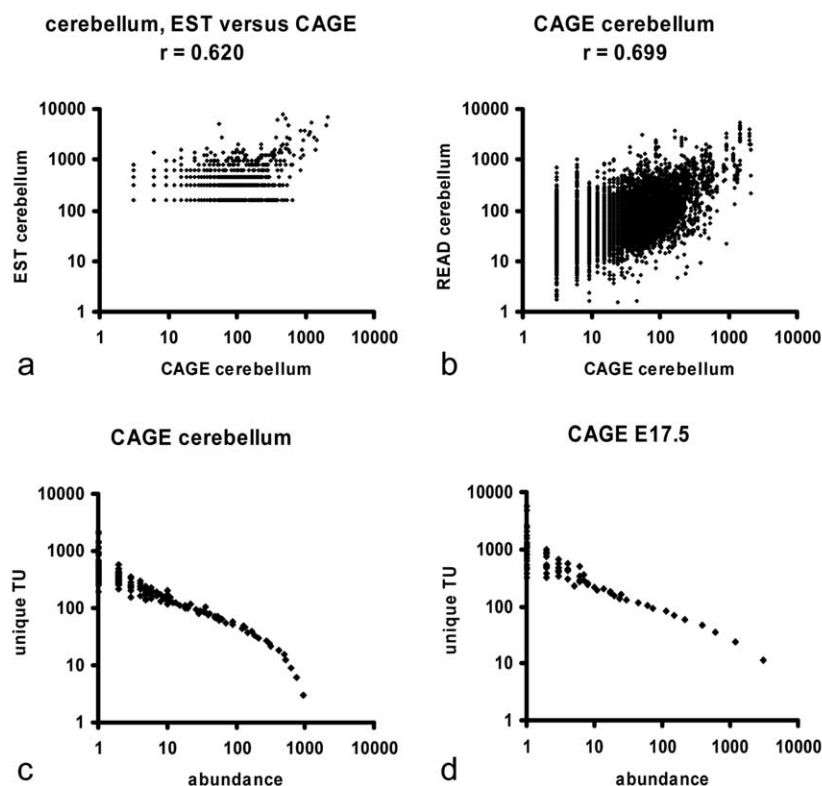 cerebellum, EST versus CAGE
r = 0.620
10000
1000
100
10
1
EST cerebellum
1 10 100 1000 10000
CAGE cerebellum
a
CAGE cerebellum
r = 0.699
10000
1000
100
10
1
READ cerebellum
1 10 100 1000 10000
CAGE cerebellum
b
CAGE cerebellum
10000
1000
100
10
1
unique TU
1 10 100 1000 10000
abundance
c
CAGE E17.5
10000
1000
100
10
1
unique TU
1 10 100 1000 10000
abundance
d